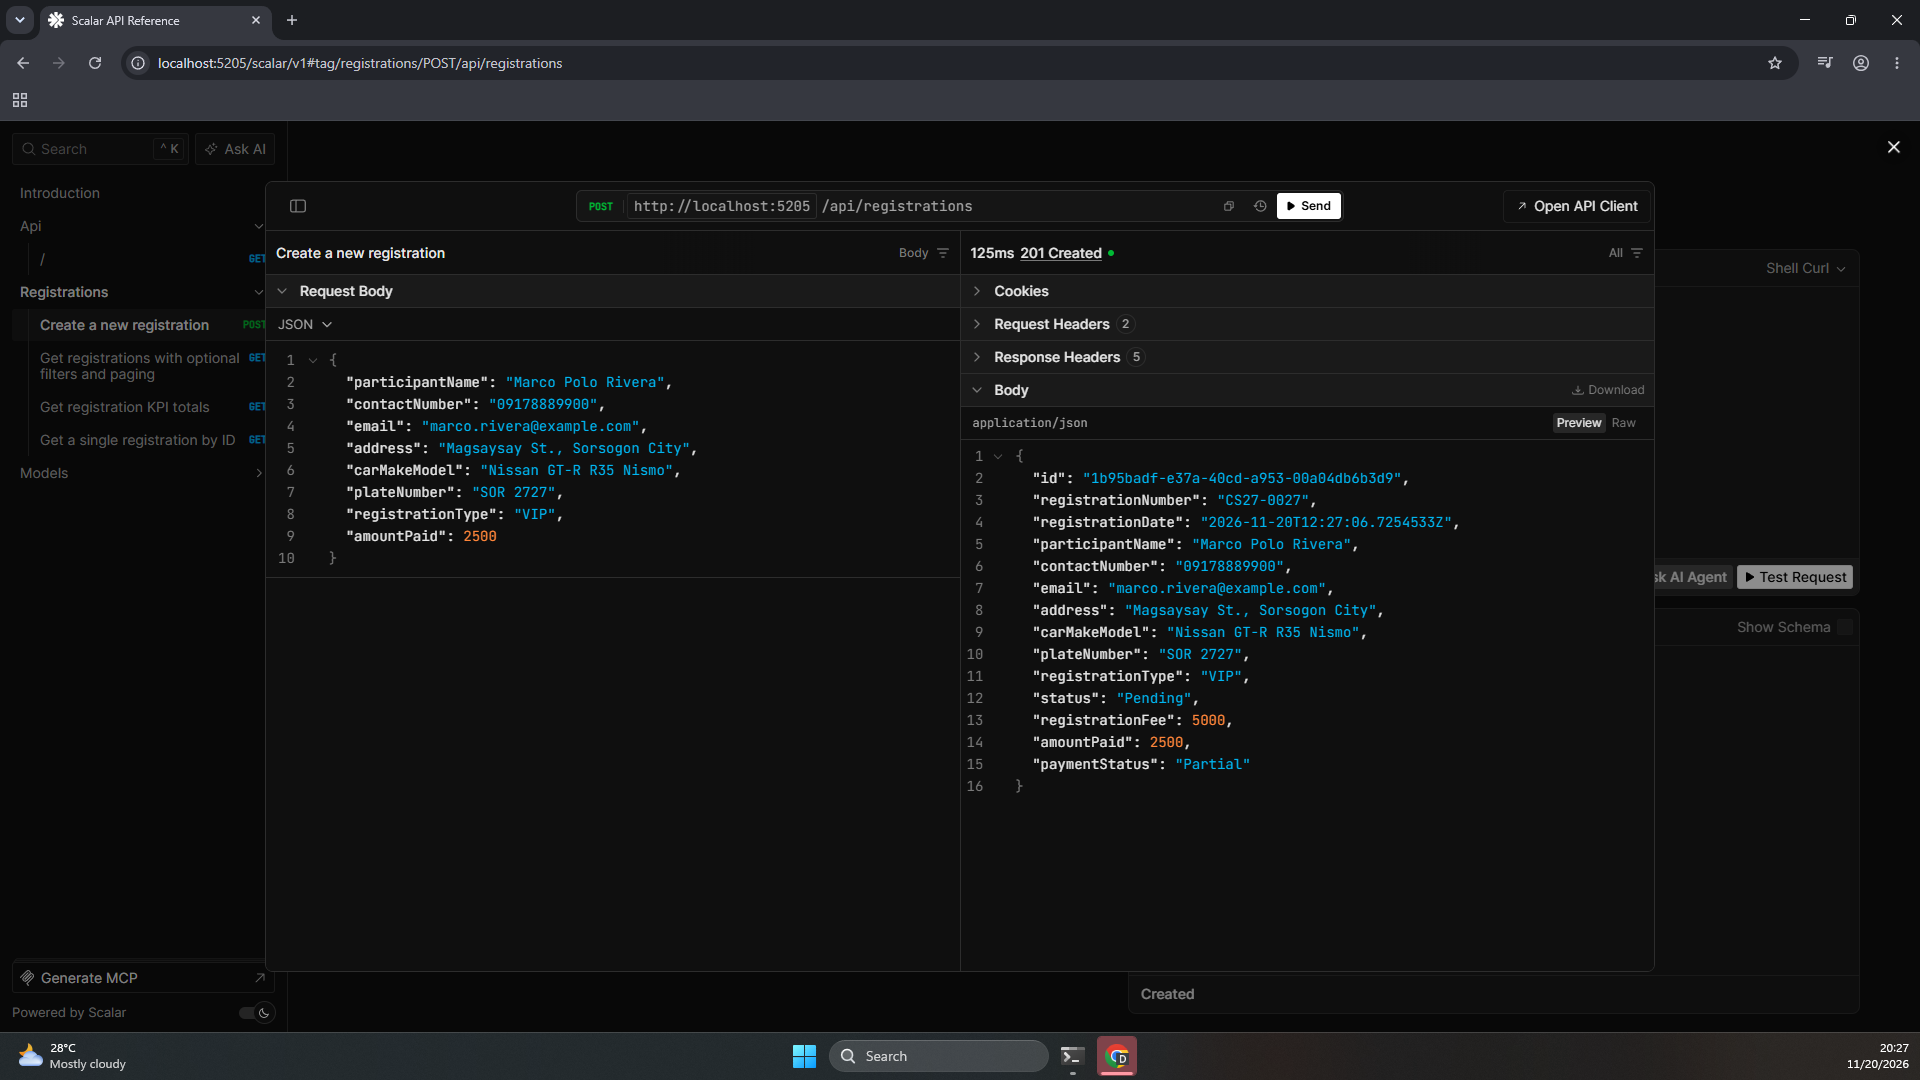 Scalar API Reference
localhost:5205/scalar/v1#tag/registrations/POST/api/registrations
Search ^ K Ask AI
Introduction
Api
/ GET
Registrations
Create a new registration POST
Get registrations with optional filters and paging GET
Get registration KPI totals GET
Get a single registration by ID GET
Models
Generate MCP
Powered by Scalar
POST http://localhost:5205 /api/registrations Send
Open API Client
Create a new registration Body
Request Body
JSON
1 {
2 "participantName": "Marco Polo Rivera",
3 "contactNumber": "09178889900",
4 "email": "marco.rivera@example.com",
5 "address": "Magsaysay St., Sorsogon City",
6 "carMakeModel": "Nissan GT-R R35 Nismo",
7 "plateNumber": "SOR 2727",
8 "registrationType": "VIP",
9 "amountPaid": 2500
10 }
125ms 201 Created All
Cookies
Request Headers 2
Response Headers 5
Body Download
application/json Preview Raw
1 {
2 "id": "1b95badf-e37a-40cd-a953-00a04db6b3d9",
3 "registrationNumber": "CS27-0027",
4 "registrationDate": "2026-11-20T12:27:06.7254533Z",
5 "participantName": "Marco Polo Rivera",
6 "contactNumber": "09178889900",
7 "email": "marco.rivera@example.com",
8 "address": "Magsaysay St., Sorsogon City",
9 "carMakeModel": "Nissan GT-R R35 Nismo",
10 "plateNumber": "SOR 2727",
11 "registrationType": "VIP",
12 "status": "Pending",
13 "registrationFee": 5000,
14 "amountPaid": 2500,
15 "paymentStatus": "Partial"
16 }
Shell Curl
sk AI Agent Test Request
Show Schema
Created
28°C
Mostly cloudy
Search
D
20:27
11/20/2026